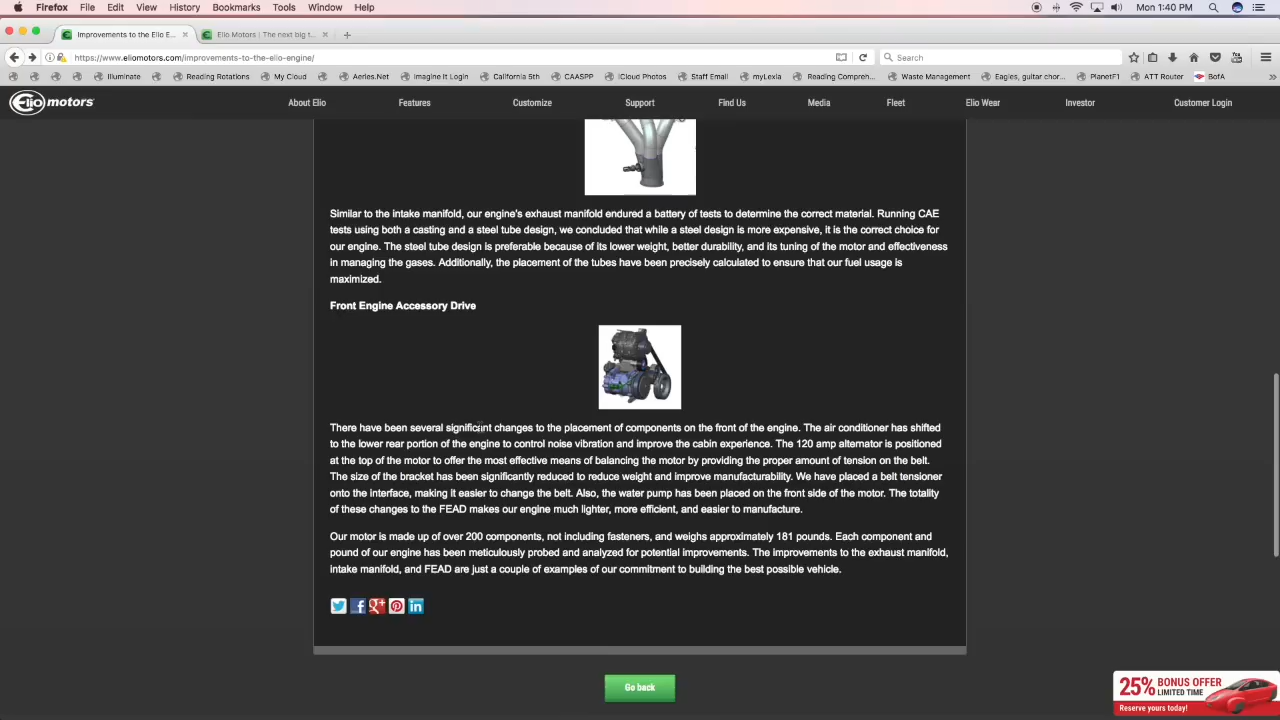 Firefox File Edit View History Bookmarks Tools Window Help Mon 1:40 PM
Improvements to the Elio E... Elio Motors | The next big t...
https://www.eliomotors.com/improvements-to-the-elio-engine/ Search
Illuminate Reading Rotations My Cloud Aeries.Net Imagine It Login California 5th CAASPP iCloud Photos Staff Email myLexia Reading Compreh... Waste Management Eagles, guitar chor... PlanetF1 ATT Router BofA
Elio motors About Elio Features Customize Support Find Us Media Fleet Elio Wear Investor Customer Login
Similar to the intake manifold, our engine's exhaust manifold endured a battery of tests to determine the correct material. Running CAE
tests using both a casting and a steel tube design, we concluded that while a steel design is more expensive, it is the correct choice for
our engine. The steel tube design is preferable because of its lower weight, better durability, and its tuning of the motor and effectiveness
in managing the gases. Additionally, the placement of the tubes have been precisely calculated to ensure that our fuel usage is
maximized.
Front Engine Accessory Drive
There have been several significant changes to the placement of components on the front of the engine. The air conditioner has shifted
to the lower rear portion of the engine to control noise vibration and improve the cabin experience. The 120 amp alternator is positioned
at the top of the motor to offer the most effective means of balancing the motor by providing the proper amount of tension on the belt.
The size of the bracket has been significantly reduced to reduce weight and improve manufacturability. We have placed a belt tensioner
onto the interface, making it easier to change the belt. Also, the water pump has been placed on the front side of the motor. The totality
of these changes to the FEAD makes our engine much lighter, more efficient, and easier to manufacture.
Our motor is made up of over 200 components, not including fasteners, and weighs approximately 181 pounds. Each component and
pound of our engine has been meticulously probed and analyzed for potential improvements. The improvements to the exhaust manifold,
intake manifold, and FEAD are just a couple of examples of our commitment to building the best possible vehicle.
Go back
25% BONUS OFFER
LIMITED TIME
Reserve yours today!